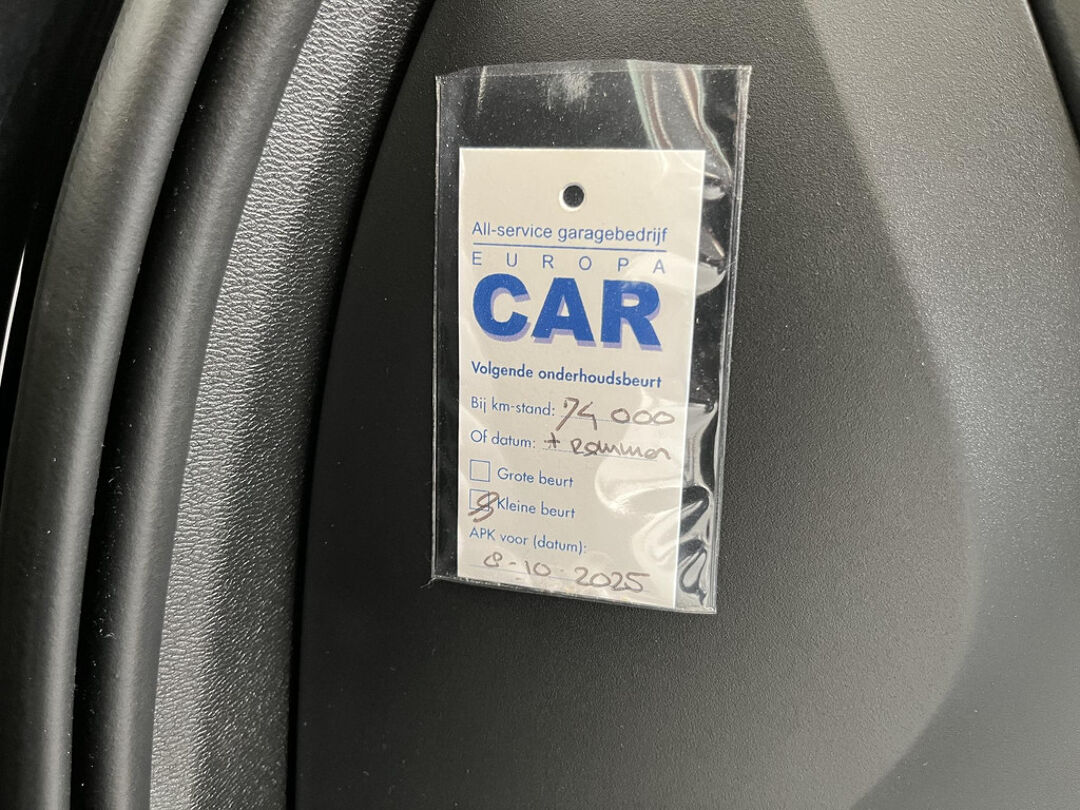 All-service garagebedrijf
EUROPA
CAR
Volgende onderhoudsbeurt
Bij km-stand: 74 000
Of datum: + remmen
Grote beurt
Kleine beurt
APK voor (datum):
8-10-2025